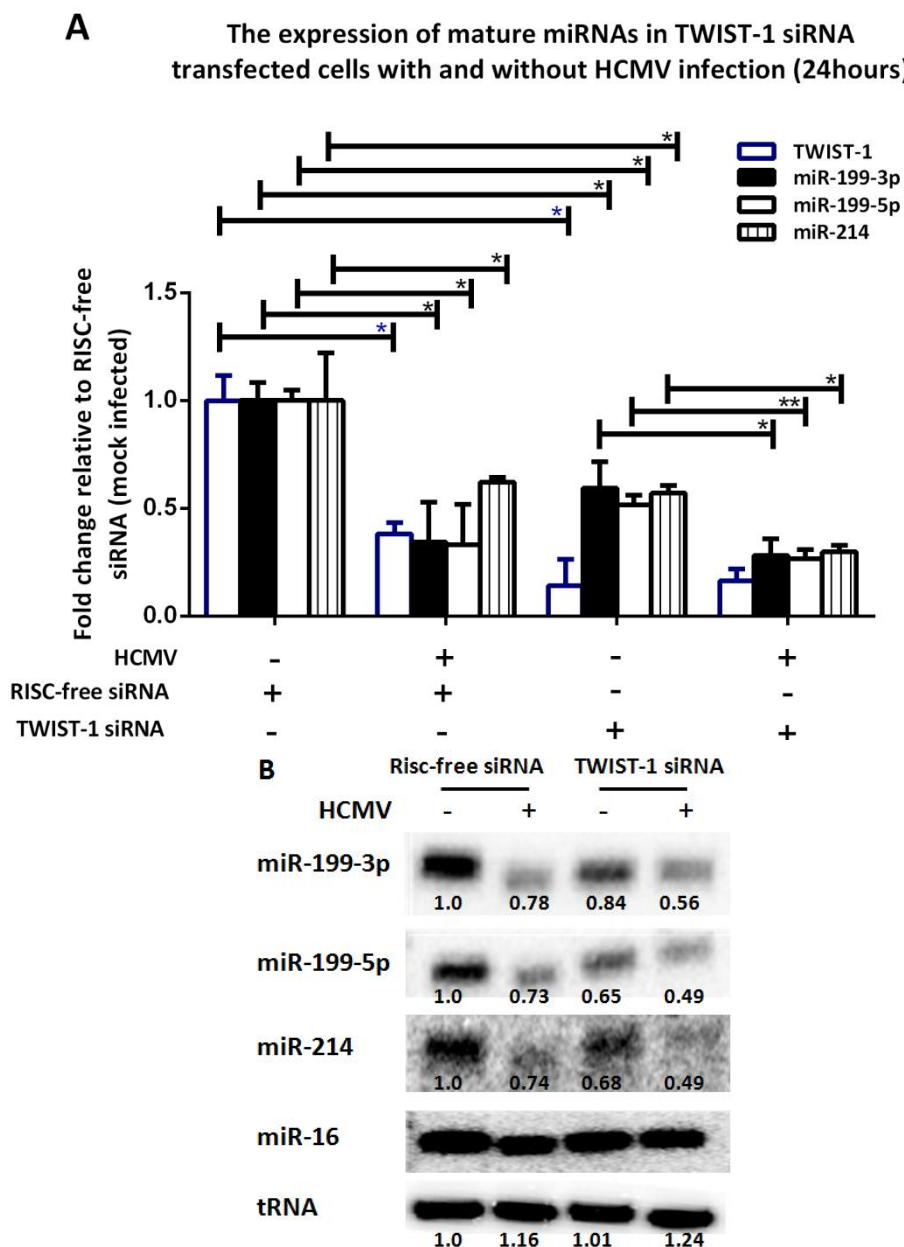 A
The expression of mature miRNAs in TWIST-1 siRNA
transfected cells with and without HCMV infection (24hours)
TWIST-1
miR-199-3p
miR-199-5p
miR-214
* * * *
* * * *
* ** *
Fold change relative to RISC-free
siRNA (mock infected)
1.5
1.0
0.5
0.0
HCMV - + - +
RISC-free siRNA + + - -
TWIST-1 siRNA - - + +
B
Risc-free siRNA TWIST-1 siRNA
HCMV - + - +
miR-199-3p
1.0 0.78 0.84 0.56
miR-199-5p
1.0 0.73 0.65 0.49
miR-214
1.0 0.74 0.68 0.49
miR-16
tRNA
1.0 1.16 1.01 1.24